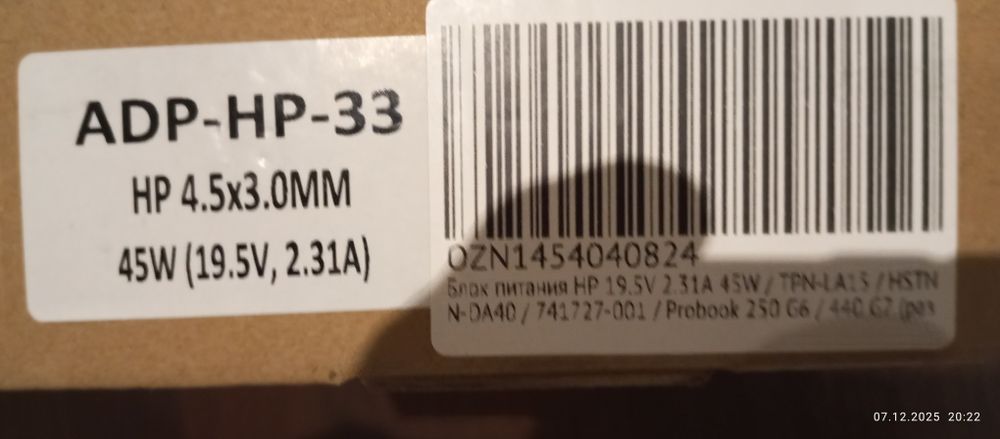 ADP-HP-33
HP 4.5x3.0MM
45W (19.5V, 2.31A)
OZN1454040824
Блок питания HP 19.5V 2.31A 45W / TPN-LA15 / HSTN
N-DA40 / 741727-001 / Probook 250 G6 / 440 G7 (раз
07.12.2025 20:22